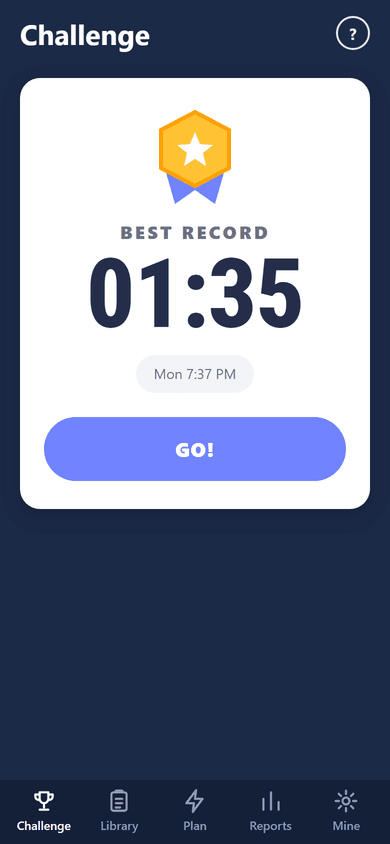 Challenge
?
BEST RECORD
01:35
Mon 7:37 PM
GO!
Challenge Library Plan Reports Mine